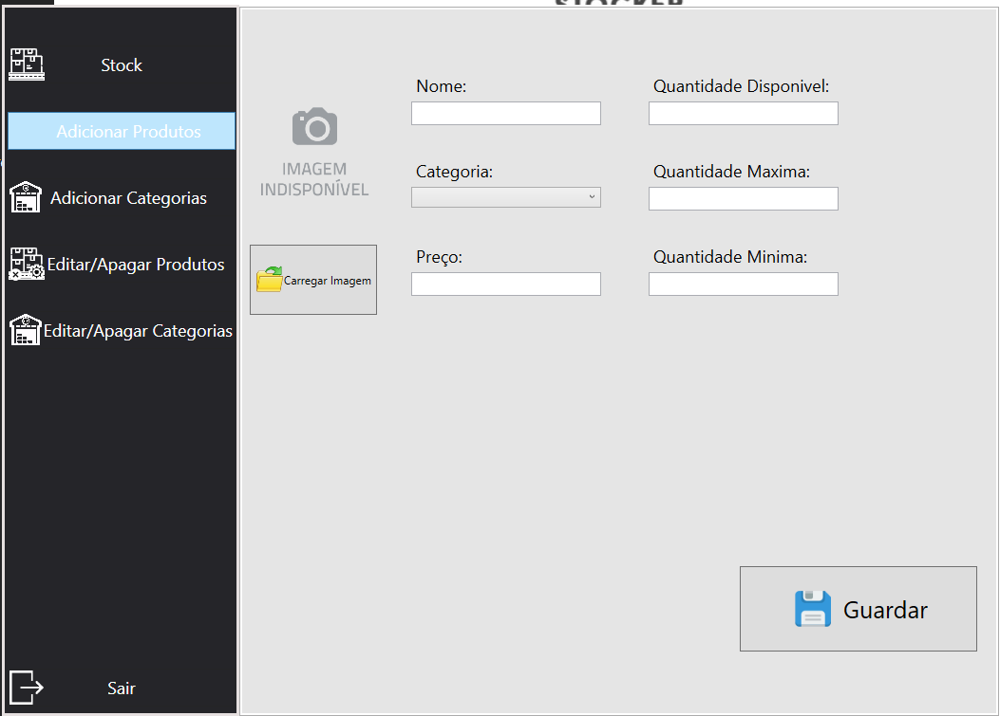 Stock
Adicionar Produtos
Adicionar Categorias
Editar/Apagar Produtos
Editar/Apagar Categorias
Sair
IMAGEM
INDISPONÍVEL
Carregar Imagem
Nome:
Categoria:
Preço:
Quantidade Disponivel:
Quantidade Maxima:
Quantidade Minima:
Guardar